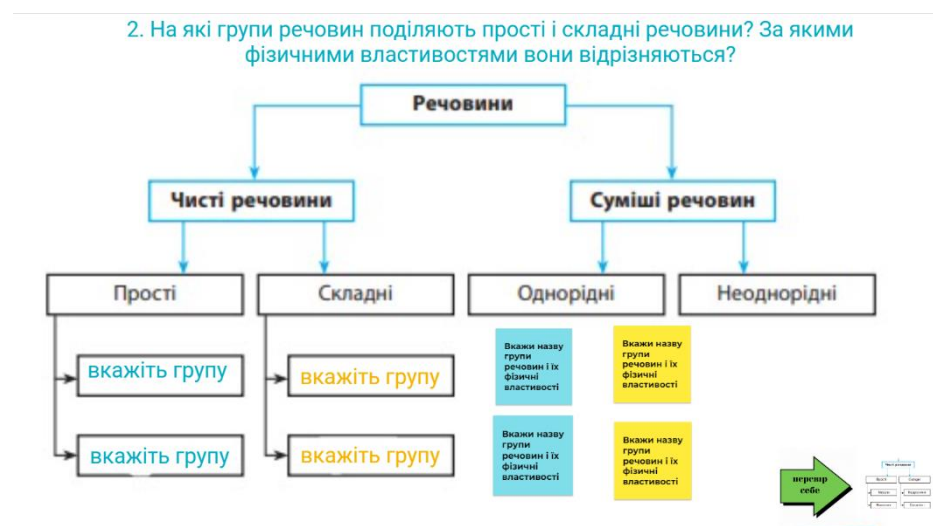 2. На які групи речовин поділяють прості і складні речовини? За якими
фізичними властивостями вони відрізняються?
Речовини
Чисті речовини
Суміші речовин
Прості
Складні
Однорідні
Неоднорідні
вкажіть групу
вкажіть групу
вкажіть групу
вкажіть групу
Вкажи назву
групи
речовин і їх
фізичні
властивості
Вкажи назву
групи
речовин і їх
фізичні
властивості
Вкажи назву
групи
речовин і їх
фізичні
властивості
Вкажи назву
групи
речовин і їх
фізичні
властивості
перевір
себе
Чисті речовини